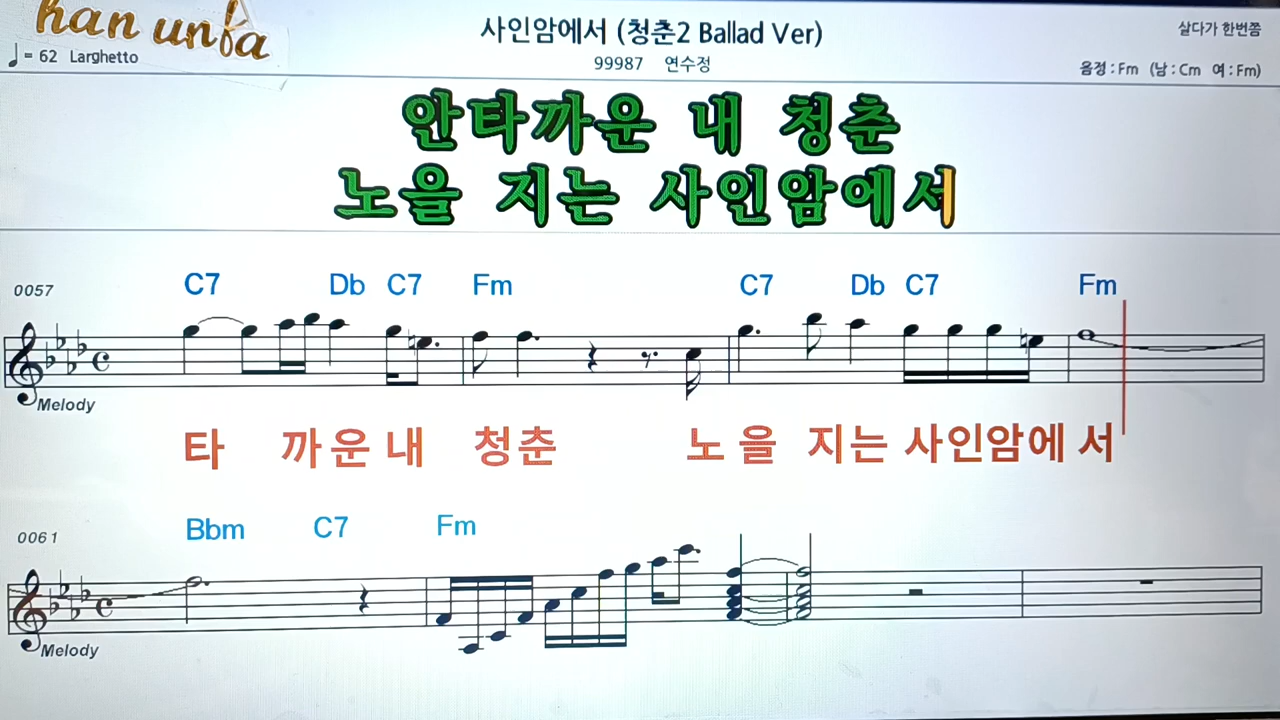 han unfa
사인암에서 (청춘2 Ballad Ver)
살다가 한번쯤
♩= 62 Larghetto
99987 연수정
음정 : Fm (남 : Cm 여 : Fm)
안타까운 내 청춘
노을 지는 사인암에서
0057 C7 Db C7 Fm C7 Db C7 Fm
Melody
타 까운 내 청춘 노 을 지는 사인암에 서
0061 Bbm C7 Fm
Melody